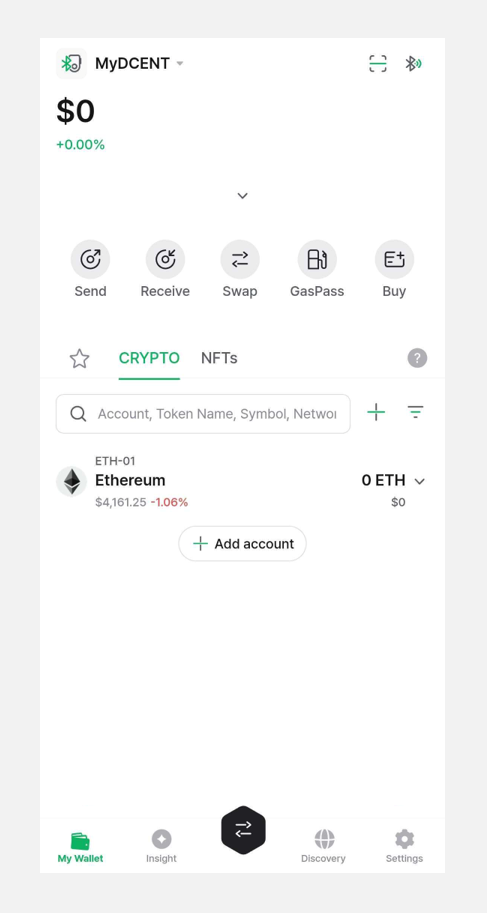 MyDCENT
$0
+0.00%
Send
Receive
Swap
GasPass
Buy
CRYPTO
NFTs
?
Account, Token Name, Symbol, Networ
ETH-01
Ethereum
0 ETH
$4,161.25 -1.06%
$0
Add account
My Wallet
Insight
Discovery
Settings